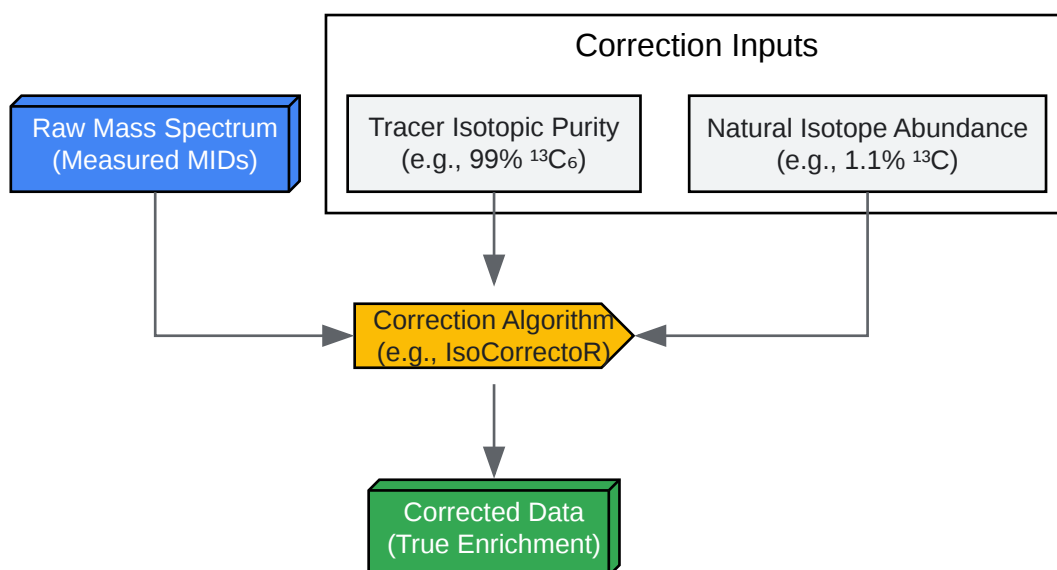 Correction Inputs
Raw Mass Spectrum
(Measured MIDs)
Tracer Isotopic Purity
(e.g., 99% ¹³C₆)
Natural Isotope Abundance
(e.g., 1.1% ¹³C)
Correction Algorithm
(e.g., IsoCorrectoR)
Corrected Data
(True Enrichment)